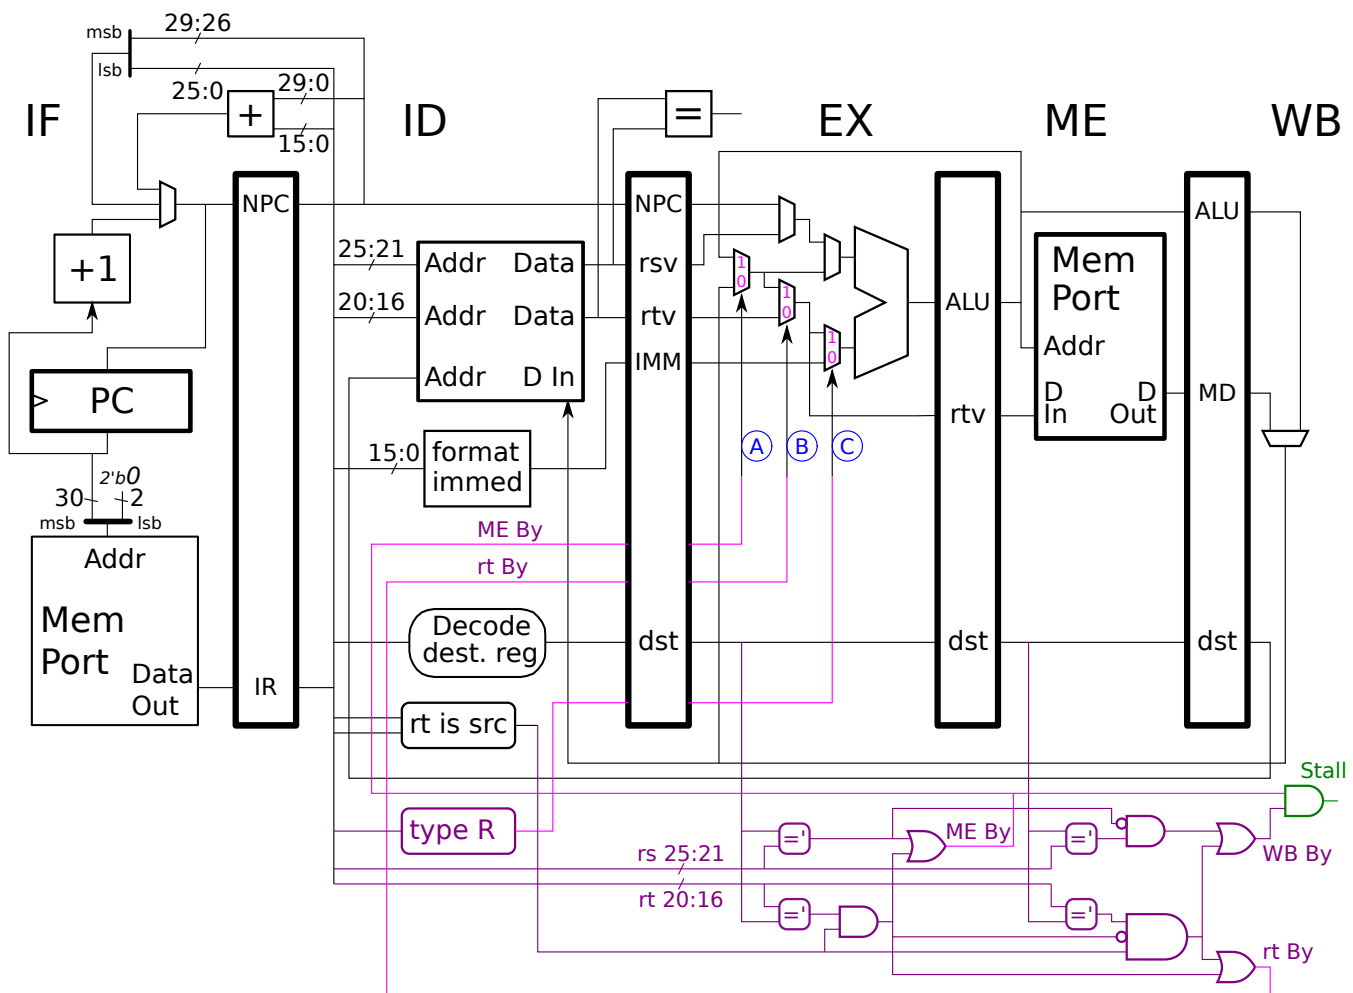 29:26
msb
lsb
25:0
29:0
+
=
IF
ID
EX
ME
WB
15:0
NPC
NPC
ALU
+1
25:21
Addr
Data
rsv
1
0
Mem
Port
20:16
Addr
Data
rtv
1
0
ALU
Addr
1
0
IMM
Addr
D In
PC
D
In
D
Out
MD
rtv
A
B
C
15:0
format
immed
2'b0
30
2
msb
lsb
ME By
Addr
rt By
Mem
Port
Decode
dest. reg
dst
dst
dst
Data
Out
IR
rt is src
Stall
type R
='
ME By
='
WB By
rs 25:21
rt 20:16
='
='
rt By